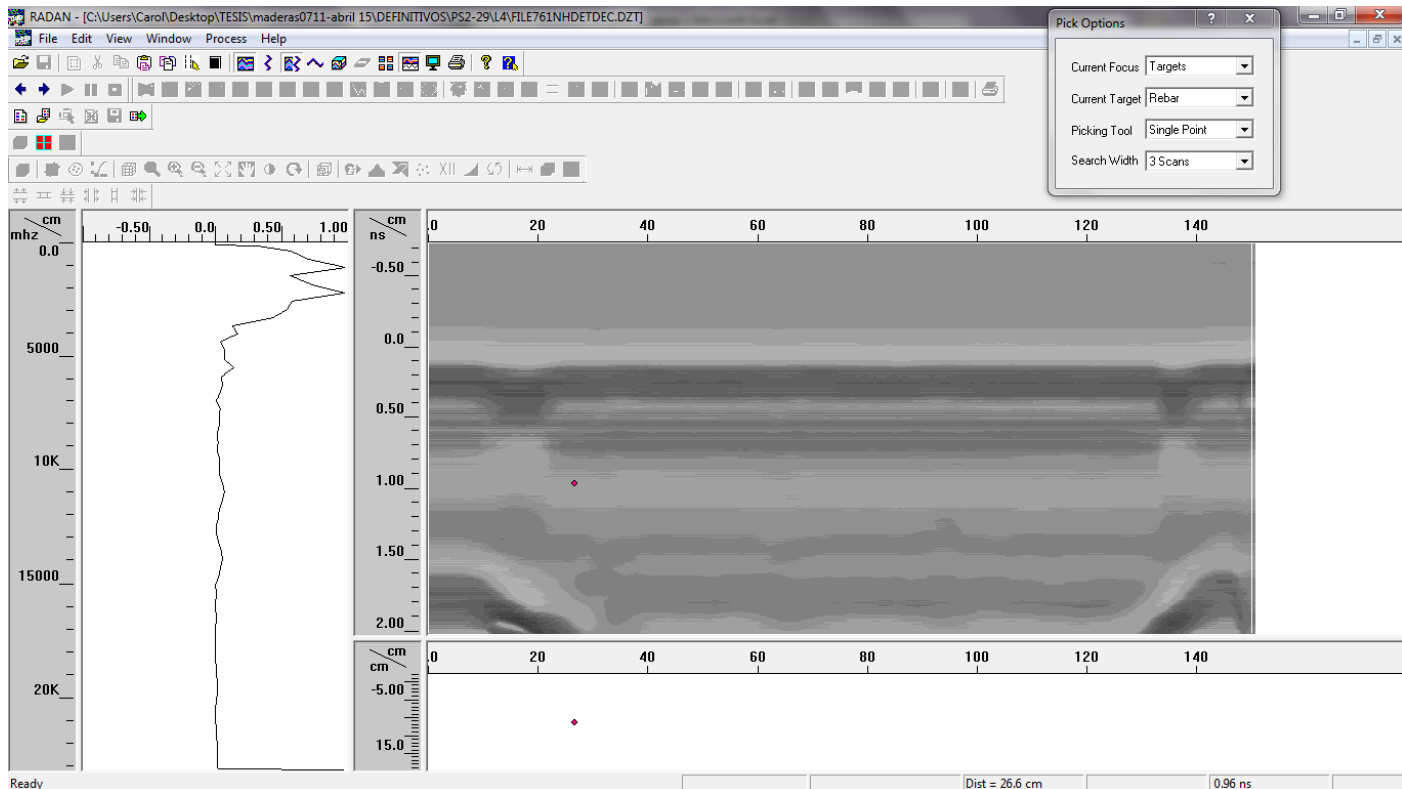 RADAN - [C:\Users\Carol\Desktop\TESIS\maderas0711-abril 15\DEFINITIVOS\PS2-29\L4\FILE761NHDETDEC.DZT]
File Edit View Window Process Help
Pick Options
Current Focus Targets
Current Target Rebar
Picking Tool Single Point
Search Width 3 Scans
XII
cm
mhz
-0.50 0.0 0.50 1.00
0.0
5000
10K
15000
20K
cm
ns
.0 20 40 60 80 100 120 140
-0.50
0.0
0.50
1.00
1.50
2.00
cm
cm
.0 20 40 60 80 100 120 140
-5.00
15.0
Ready Dist = 26.6 cm 0.96 ns